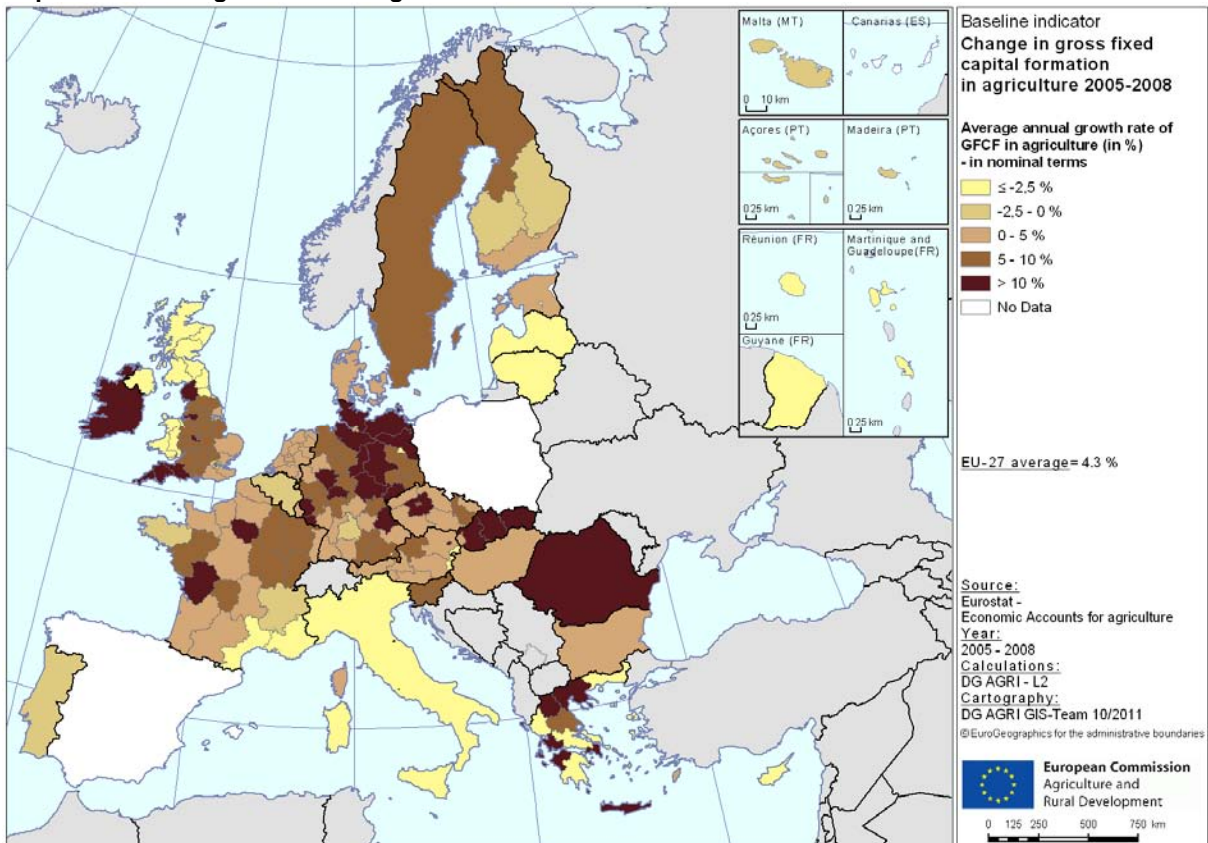 Malta (MT)
0 10 km
Canarias (ES)
Açores (PT)
0 25 km
Madeira (PT)
0 25 km
Réunion (FR)
0 25 km
Martinique and
Guadeloupe(FR)
0 25 km
Guyane (FR)
Baseline indicator
Change in gross fixed
capital formation
in agriculture 2005-2008
Average annual growth rate of
GFCF in agriculture (in %)
- in nominal terms
≤ -2,5 %
-2,5 - 0 %
0 - 5 %
5 - 10 %
> 10 %
No Data
EU-27 average= 4.3 %
Source:
Eurostat -
Economic Accounts for agriculture
Year:
2005 - 2008
Calculations:
DG AGRI - L2
Cartography:
DG AGRI GIS-Team 10/2011
© EuroGeographics for the administrative boundaries
European Commission
Agriculture and
Rural Development
0 125 250 500 750 km